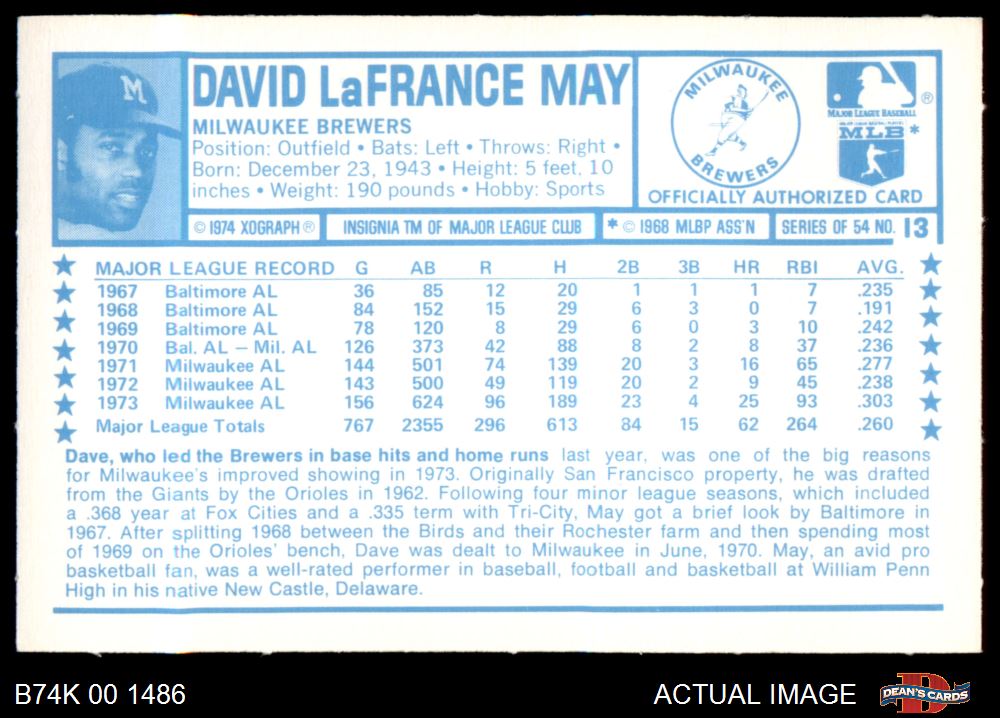 M
DAVID LaFRANCE MAY
MILWAUKEE BREWERS
Position: Outfield • Bats: Left • Throws: Right •
Born: December 23, 1943 • Height: 5 feet, 10
inches • Weight: 190 pounds • Hobby: Sports
MILWAUKEE
BREWERS
MAJOR LEAGUE BASEBALL ®
MLB *
OFFICIALLY AUTHORIZED CARD
© 1974 XOGRAPH ® INSIGNIA TM OF MAJOR LEAGUE CLUB * © 1968 MLBP ASS'N SERIES OF 54 NO. 13
MAJOR LEAGUE RECORD G AB R H 2B 3B HR RBI AVG.
1967 Baltimore AL 36 85 12 20 1 1 1 7 .235
1968 Baltimore AL 84 152 15 29 6 3 0 7 .191
1969 Baltimore AL 78 120 8 29 6 0 3 10 .242
1970 Bal. AL – Mil. AL 126 373 42 88 8 2 8 37 .236
1971 Milwaukee AL 144 501 74 139 20 3 16 65 .277
1972 Milwaukee AL 143 500 49 119 20 2 9 45 .238
1973 Milwaukee AL 156 624 96 189 23 4 25 93 .303
Major League Totals 767 2355 296 613 84 15 62 264 .260
Dave, who led the Brewers in base hits and home runs last year, was one of the big reasons
for Milwaukee's improved showing in 1973. Originally San Francisco property, he was drafted
from the Giants by the Orioles in 1962. Following four minor league seasons, which included
a .368 year at Fox Cities and a .335 term with Tri-City, May got a brief look by Baltimore in
1967. After splitting 1968 between the Birds and their Rochester farm and then spending most
of 1969 on the Orioles' bench, Dave was dealt to Milwaukee in June, 1970. May, an avid pro
basketball fan, was a well-rated performer in baseball, football and basketball at William Penn
High in his native New Castle, Delaware.
B74K 00 1486
ACTUAL IMAGE
DEAN'S CARDS